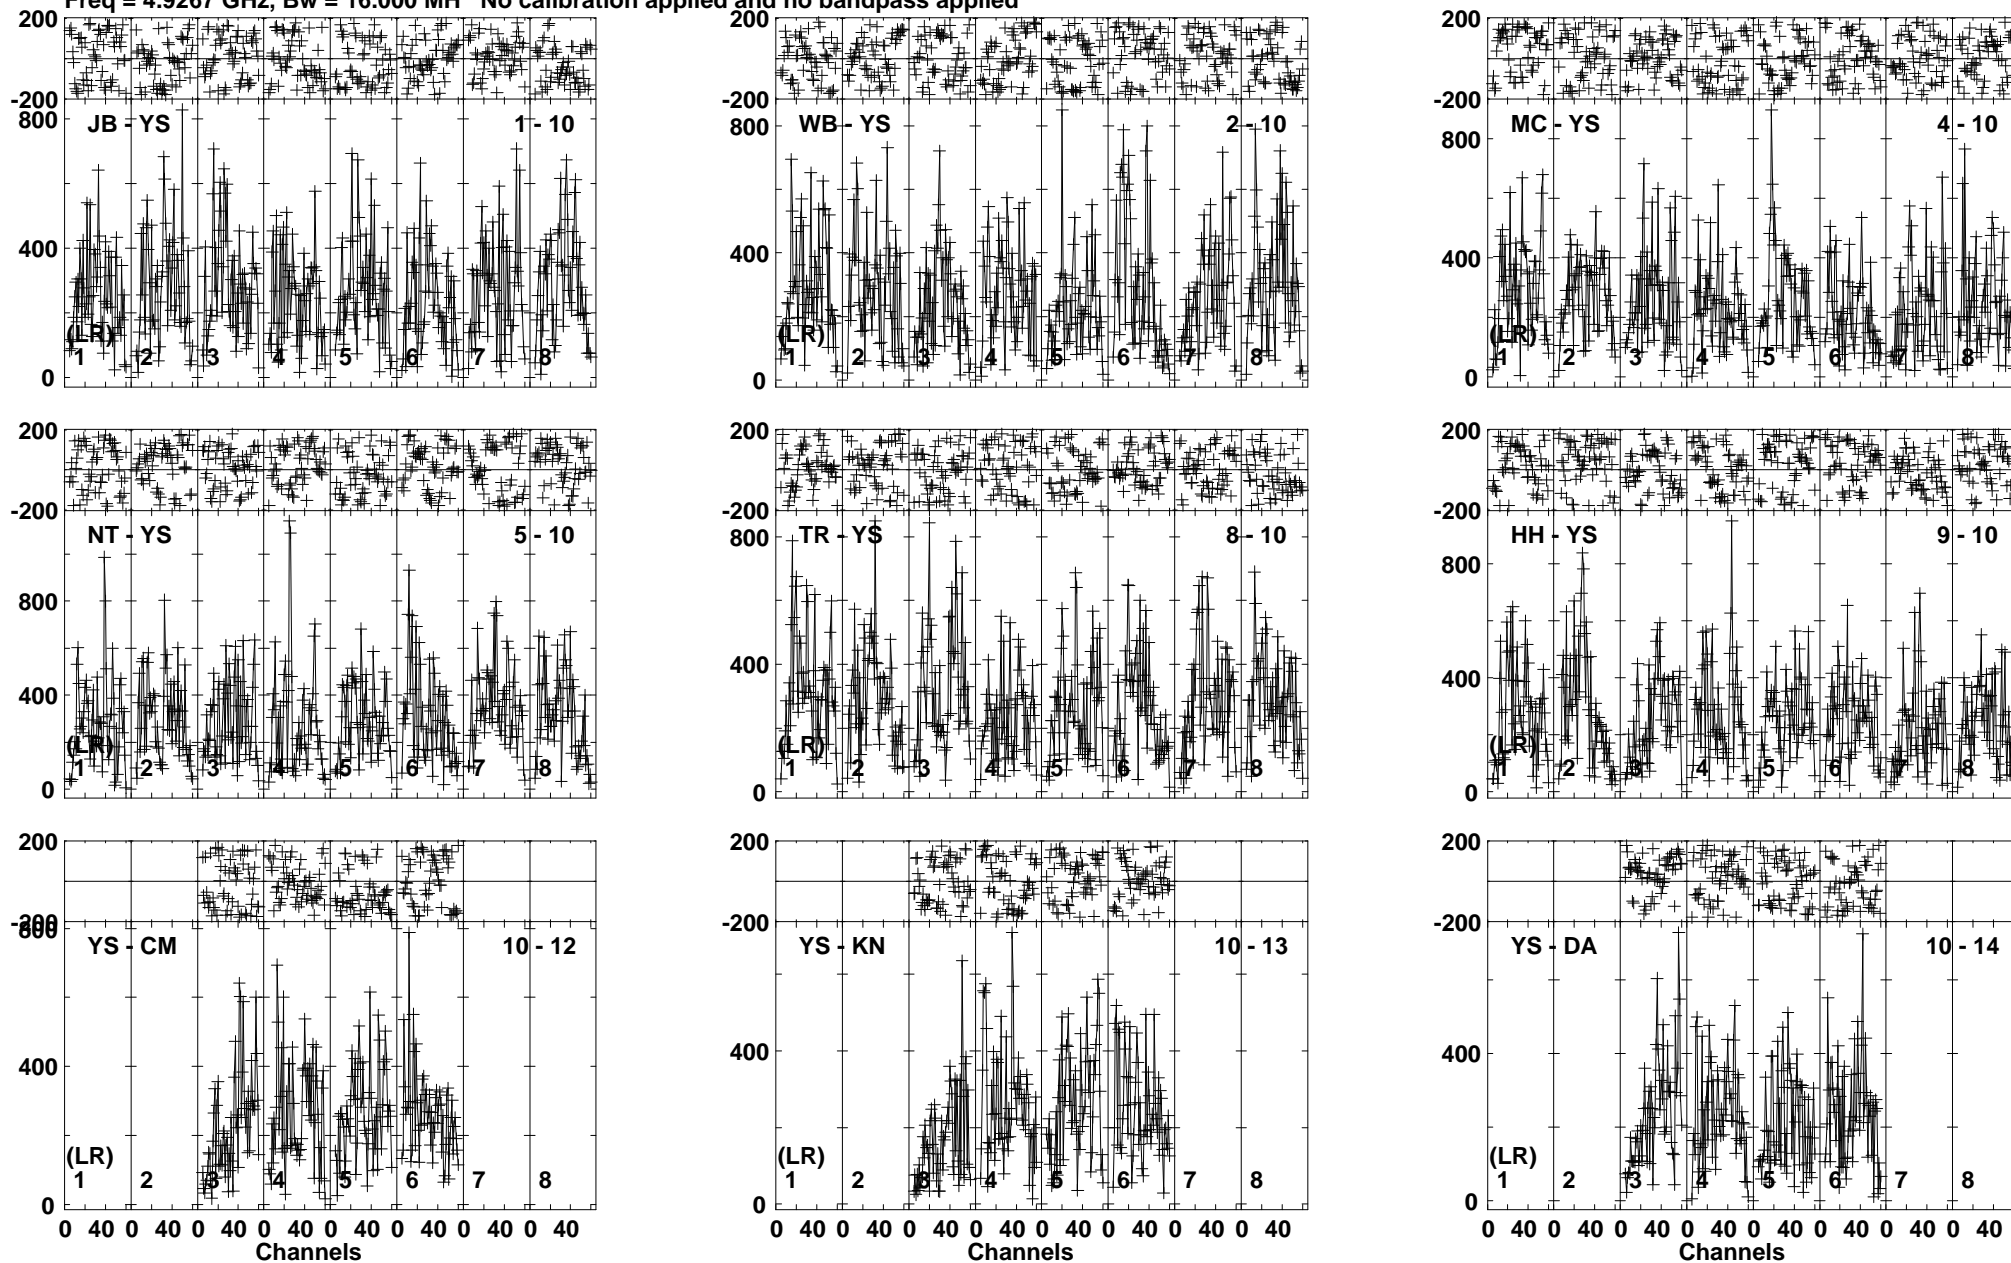 Freq = 4.9267 GHz, Bw = 16.000 MH No calibration applied and no bandpass applied
200 200 200
-200 -200 -200
800 JB - YS 1 - 10 800 WB - YS 2 - 10 800 MC - YS 4 - 10
400 400 400
(LR) (LR) (LR)
1 2 3 4 5 6 7 8 1 2 3 4 5 6 7 8 1 2 3 4 5 6 7 8
0 0 0
200 200 200
-200 -200 -200
NT - YS 5 - 10 800 TR - YS 8 - 10 800 HH - YS 9 - 10
800
400 400 400
(LR) (LR) (LR)
1 2 3 4 5 6 7 8 1 2 3 4 5 6 7 8 1 2 3 4 5 6 7 8
0 0 0
200 200 200
-200 -200 -200
800 YS - CM 10 - 12 YS - KN 10 - 13 YS - DA 10 - 14
400 400 400
(LR) (LR) (LR)
1 2 3 4 5 6 7 8 1 2 3 4 5 6 7 8 1 2 3 4 5 6 7 8
0 0 0
0 40 0 40 0 40 0 40 0 40 0 40 0 40 0 40 0 40 0 40 0 40 0 40 0 40 0 40 0 40 0 40 0 40 0 40 0 40 0 40 0 40 0 40 0 40 0 40
Channels Channels Channels